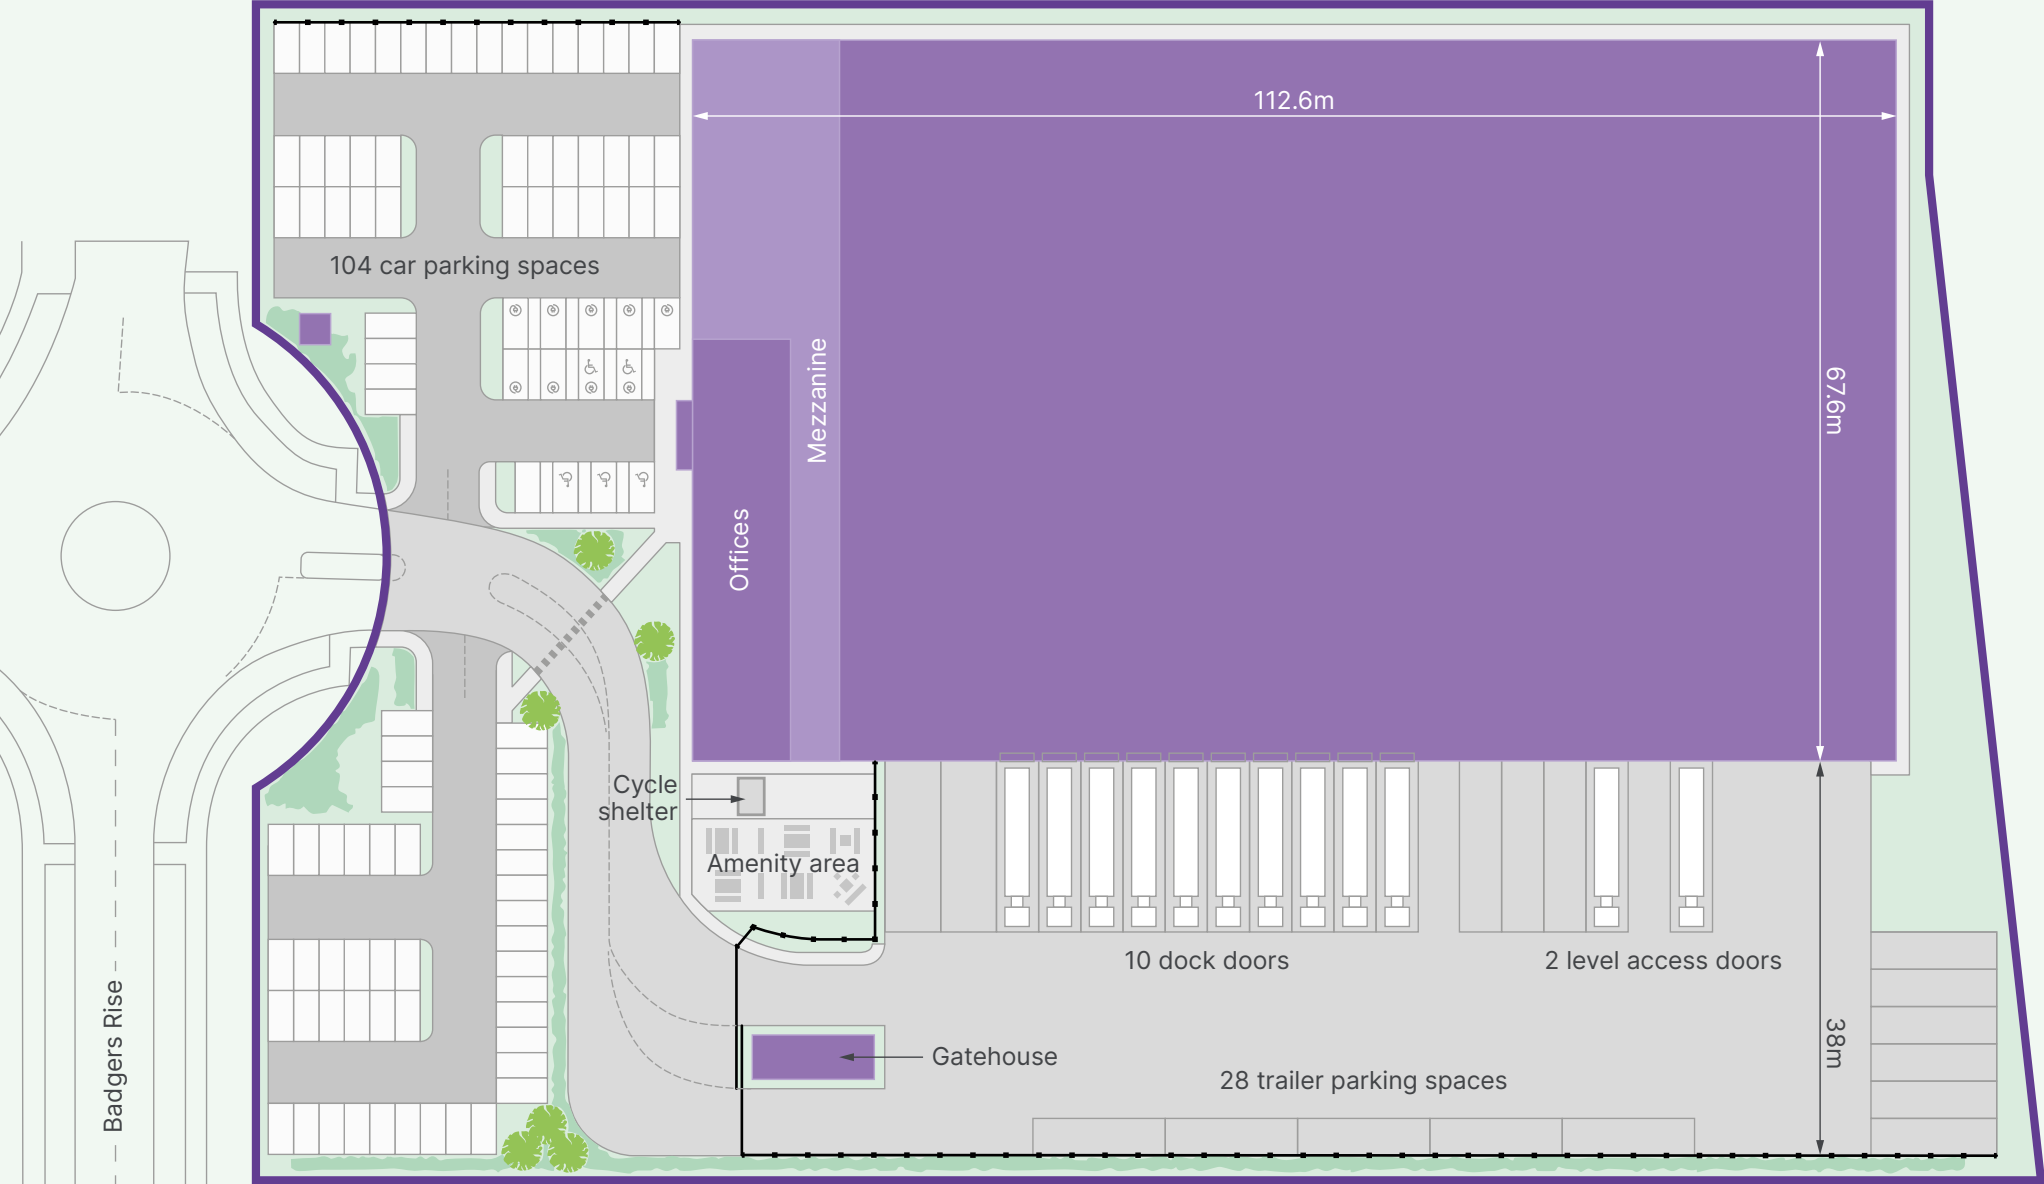 112.6m
104 car parking spaces
Mezzanine
67.6m
Offices
Cycle
shelter
Amenity area
10 dock doors
2 level access doors
Badgers Rise
Gatehouse
38m
28 trailer parking spaces